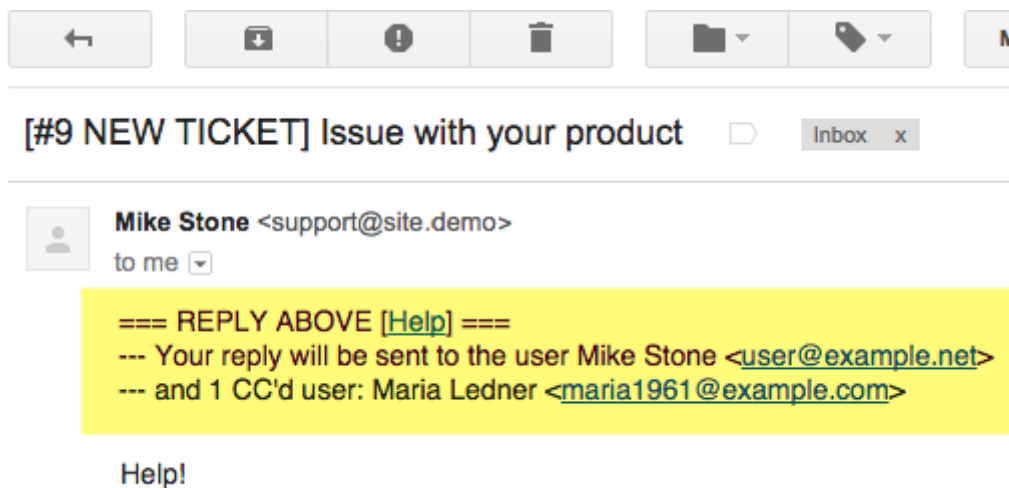 [#9 NEW TICKET] Issue with your product
Inbox x
Mike Stone <support@site.demo>
to me
=== REPLY ABOVE [Help] ===
--- Your reply will be sent to the user Mike Stone <user@example.net>
--- and 1 CC'd user: Maria Ledner <maria1961@example.com>
Help!